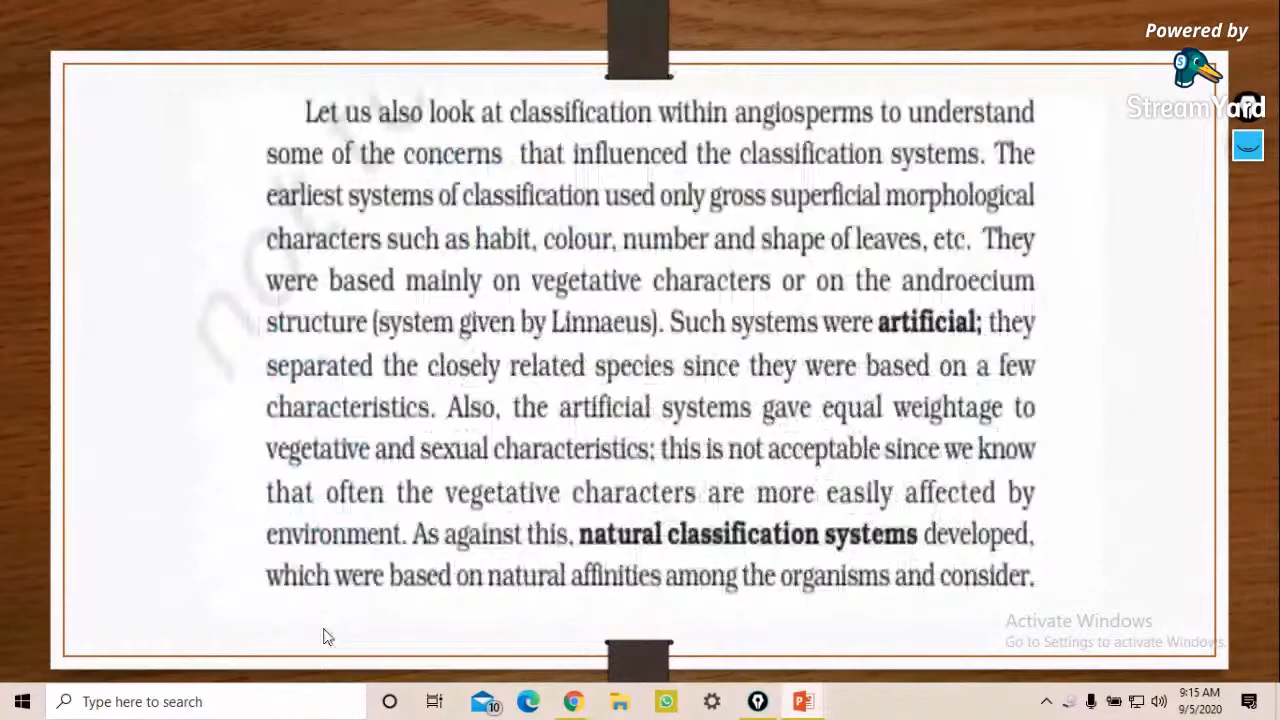 Powered by
StreamYard
Let us also look at classification within angiosperms to understand
some of the concerns that influenced the classification systems. The
earliest systems of classification used only gross superficial morphological
characters such as habit, colour, number and shape of leaves, etc. They
were based mainly on vegetative characters or on the androecium
structure (system given by Linnaeus). Such systems were artificial; they
separated the closely related species since they were based on a few
characteristics. Also, the artificial systems gave equal weightage to
vegetative and sexual characteristics; this is not acceptable since we know
that often the vegetative characters are more easily affected by
environment. As against this, natural classification systems developed,
which were based on natural affinities among the organisms and consider.
Activate Windows
Go to Settings to activate Windows.
Type here to search
10
9:15 AM
9/5/2020